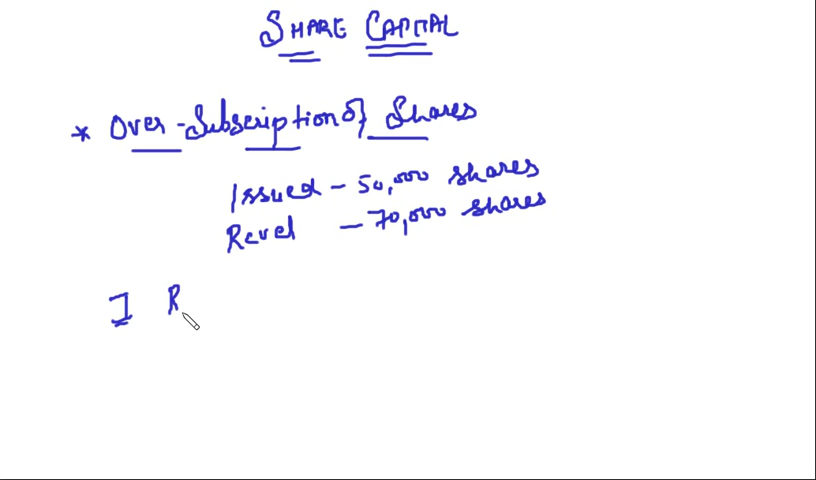 SHARE CAPITAL
* Over-Subscription of Shares
Issued - 50,000 shares
Recvd - 70,000 shares
I R